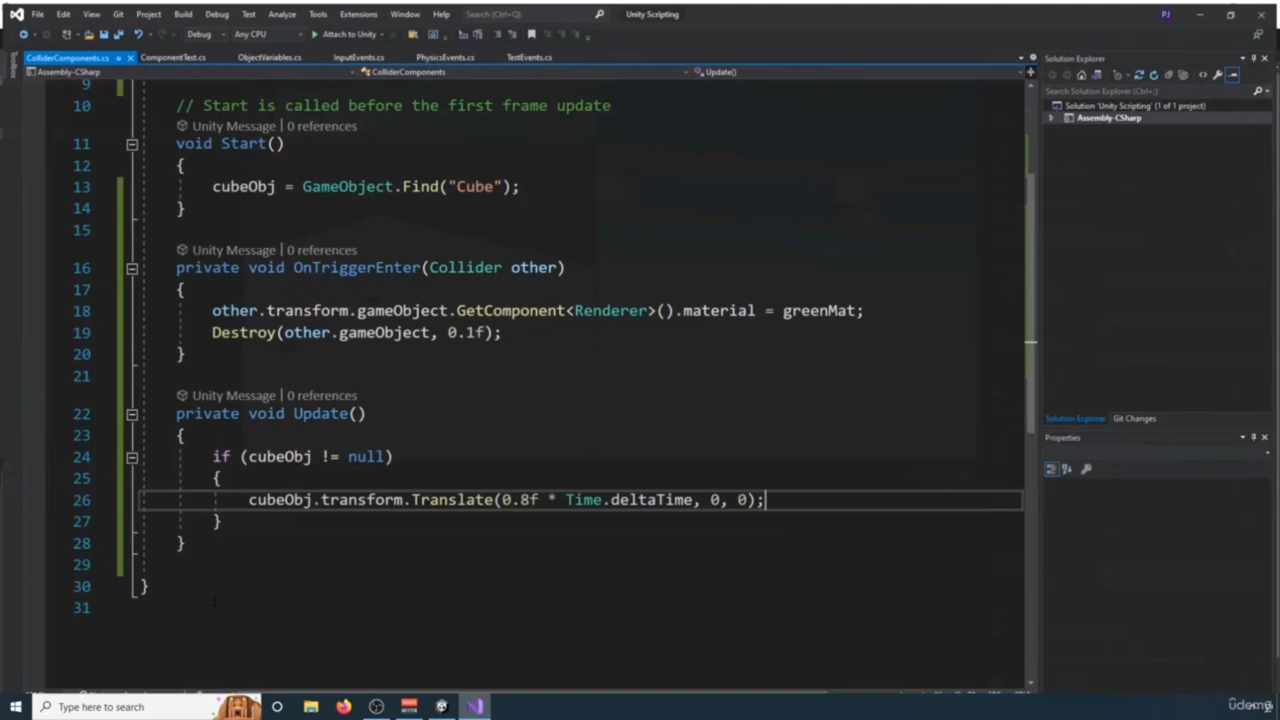 File Edit View Git Project Build Debug Test Analyze Tools Extensions Window Help Search (Ctrl+Q) Unity Scripting PJ
Debug Any CPU Attach to Unity
ColliderComponents.cs ComponentTest.cs ObjectVariables.cs InputEvents.cs PhysicsEvents.cs TestEvents.cs
Assembly-CSharp ColliderComponents Update()
Toolbox
9
10 // Start is called before the first frame update
Unity Message | 0 references
11 void Start()
12 {
13 cubeObj = GameObject.Find("Cube");
14 }
15
Unity Message | 0 references
16 private void OnTriggerEnter(Collider other)
17 {
18 other.transform.gameObject.GetComponent<Renderer>().material = greenMat;
19 Destroy(other.gameObject, 0.1f);
20 }
21
Unity Message | 0 references
22 private void Update()
23 {
24 if (cubeObj != null)
25 {
26 cubeObj.transform.Translate(0.8f * Time.deltaTime, 0, 0);
27 }
28 }
29
30 }
31
Solution Explorer
Search Solution Explorer (Ctrl+;)
Solution 'Unity Scripting' (1 of 1 project)
Assembly-CSharp
Solution Explorer Git Changes
Properties
Type here to search
Udemy